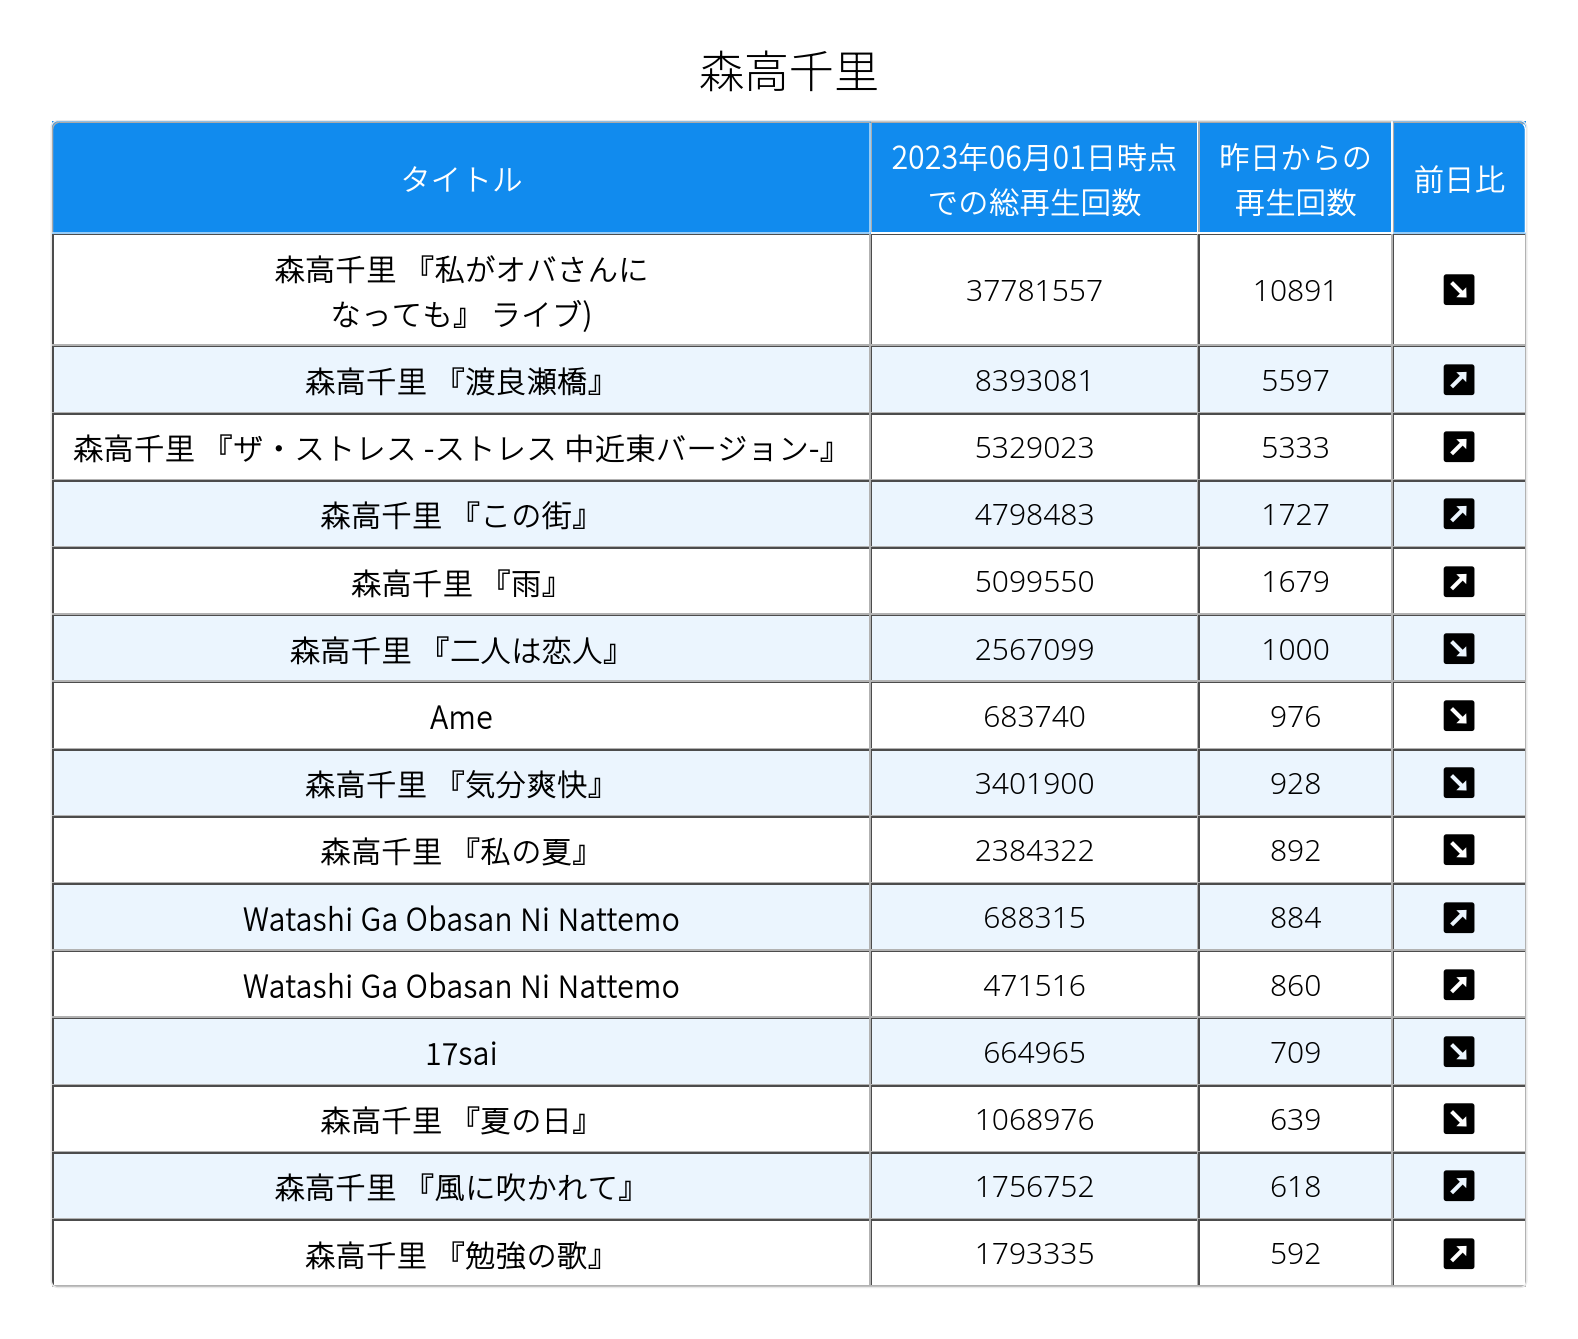 森高千里
タイトル
2023年06月01日時点
での総再生回数
昨日からの
再生回数
前日比
森高千里 『私がオバさんに
なっても』 ライブ)
37781557
10891
森高千里 『渡良瀬橋』
8393081
5597
森高千里 『ザ・ストレス -ストレス 中近東バージョン-』
5329023
5333
森高千里 『この街』
4798483
1727
森高千里 『雨』
5099550
1679
森高千里 『二人は恋人』
2567099
1000
Ame
683740
976
森高千里 『気分爽快』
3401900
928
森高千里 『私の夏』
2384322
892
Watashi Ga Obasan Ni Nattemo
688315
884
Watashi Ga Obasan Ni Nattemo
471516
860
17sai
664965
709
森高千里 『夏の日』
1068976
639
森高千里 『風に吹かれて』
1756752
618
森高千里 『勉強の歌』
1793335
592